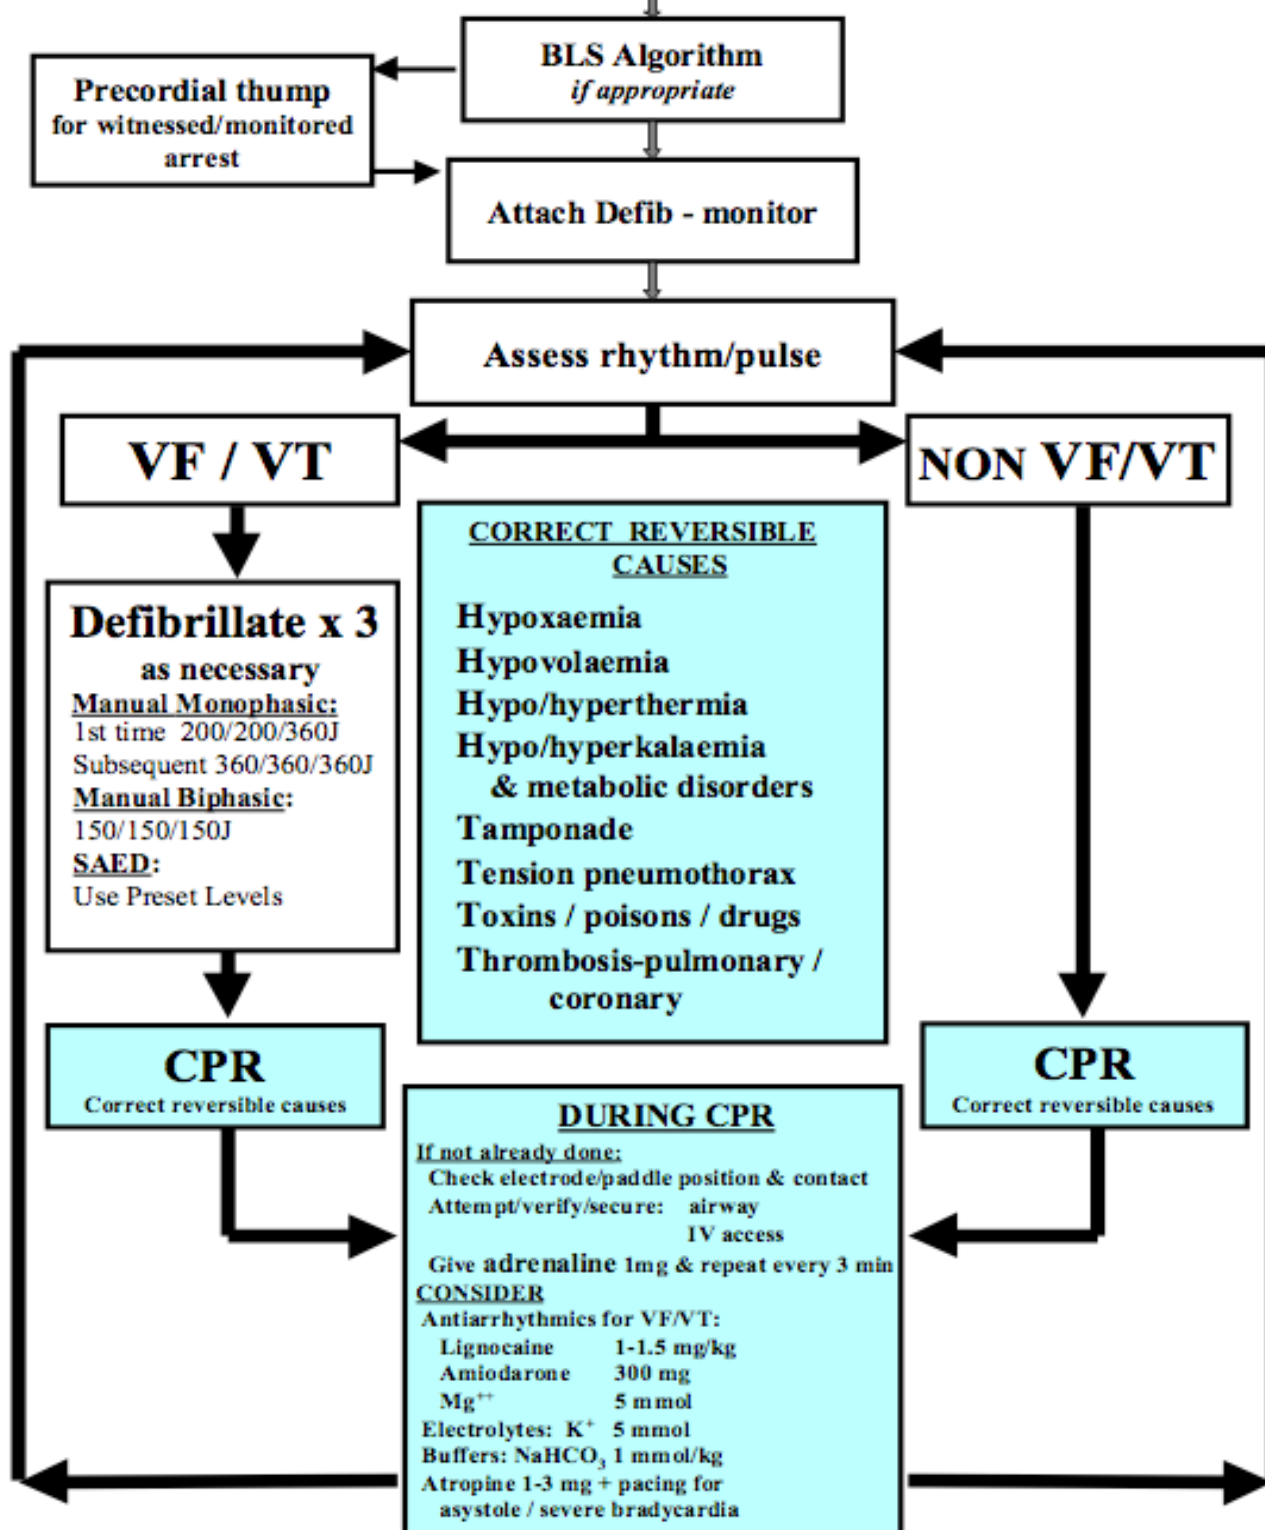 BLS Algorithm
if appropriate
Precordial thump
for witnessed/monitored
arrest
Attach Defib - monitor
Assess rhythm/pulse
VF / VT
NON VF/VT
Defibrillate x 3
as necessary
Manual Monophasic:
1st time 200/200/360J
Subsequent 360/360/360J
Manual Biphasic:
150/150/150J
SAED:
Use Preset Levels
CORRECT REVERSIBLE
CAUSES
Hypoxaemia
Hypovolaemia
Hypo/hyperthermia
Hypo/hyperkalaemia
& metabolic disorders
Tamponade
Tension pneumothorax
Toxins / poisons / drugs
Thrombosis-pulmonary /
coronary
CPR
Correct reversible causes
CPR
Correct reversible causes
DURING CPR
If not already done:
Check electrode/paddle position & contact
Attempt/verify/secure: airway
IV access
Give adrenaline 1mg & repeat every 3 min
CONSIDER
Antiarrhythmics for VF/VT:
Lignocaine 1-1.5 mg/kg
Amiodarone 300 mg
Mg⁺⁺ 5 mmol
Electrolytes: K⁺ 5 mmol
Buffers: NaHCO₃ 1 mmol/kg
Atropine 1-3 mg + pacing for
asystole / severe bradycardia